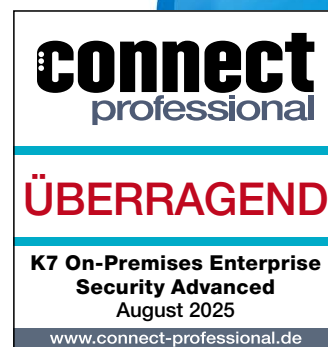 connect
professional
ÜBERRAGEND
K7 On-Premises Enterprise
Security Advanced
August 2025
www.connect-professional.de